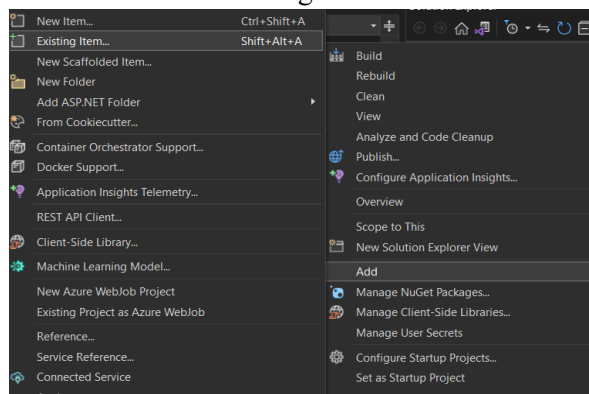 New Item... Ctrl+Shift+A
Existing Item... Shift+Alt+A
New Scaffolded Item...
New Folder
Add ASP.NET Folder
From Cookiecutter...
Container Orchestrator Support...
Docker Support...
Application Insights Telemetry...
REST API Client...
Client-Side Library...
Machine Learning Model...
New Azure WebJob Project
Existing Project as Azure WebJob
Reference...
Service Reference...
Connected Service
Build
Rebuild
Clean
View
Analyze and Code Cleanup
Publish...
Configure Application Insights...
Overview
Scope to This
New Solution Explorer View
Add
Manage NuGet Packages...
Manage Client-Side Libraries...
Manage User Secrets
Configure Startup Projects...
Set as Startup Project